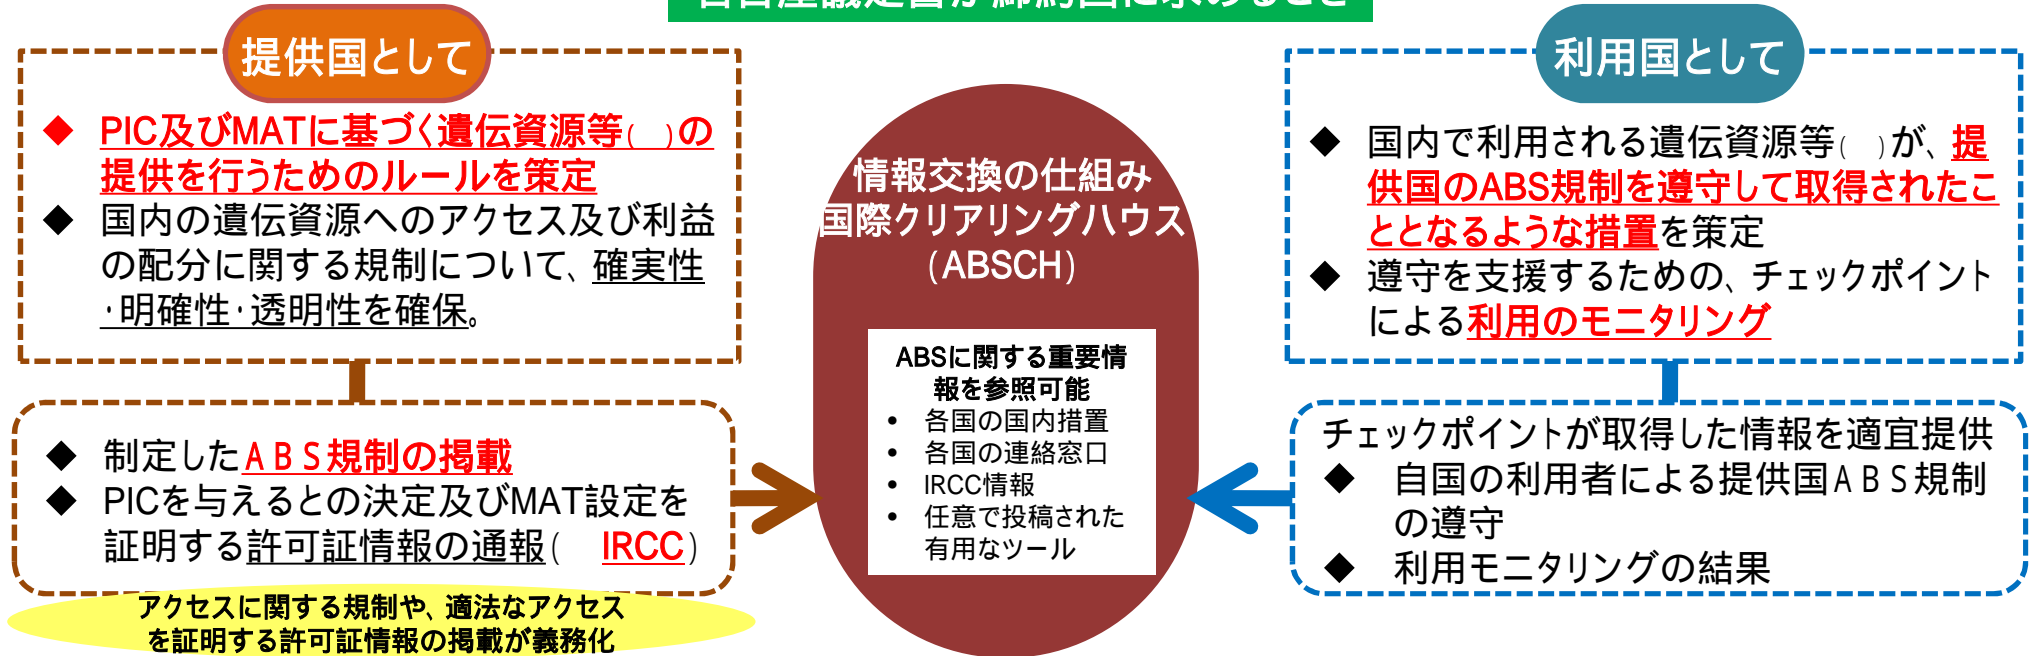 名古屋議定書が締約国に求めること
提供国として
◆ PIC及びMATに基づく遺伝資源等( )の
提供を行うためのルールを策定
◆ 国内の遺伝資源へのアクセス及び利益
の配分に関する規制について、確実性
・明確性・透明性を確保。
◆ 制定したABS規制の掲載
◆ PICを与えるとの決定及びMAT設定を
証明する許可証情報の通報( IRCC)
アクセスに関する規制や、適法なアクセス
を証明する許可証情報の掲載が義務化
情報交換の仕組み
国際クリアリングハウス
(ABSCH)
ABSに関する重要情
報を参照可能
• 各国の国内措置
• 各国の連絡窓口
• IRCC情報
• 任意で投稿された
有用なツール
利用国として
◆ 国内で利用される遺伝資源等( )が、提
供国のABS規制を遵守して取得されたこ
ととなるような措置を策定
◆ 遵守を支援するための、チェックポイント
による利用のモニタリング
チェックポイントが取得した情報を適宜提供
◆ 自国の利用者による提供国ABS規制
の遵守
◆ 利用モニタリングの結果